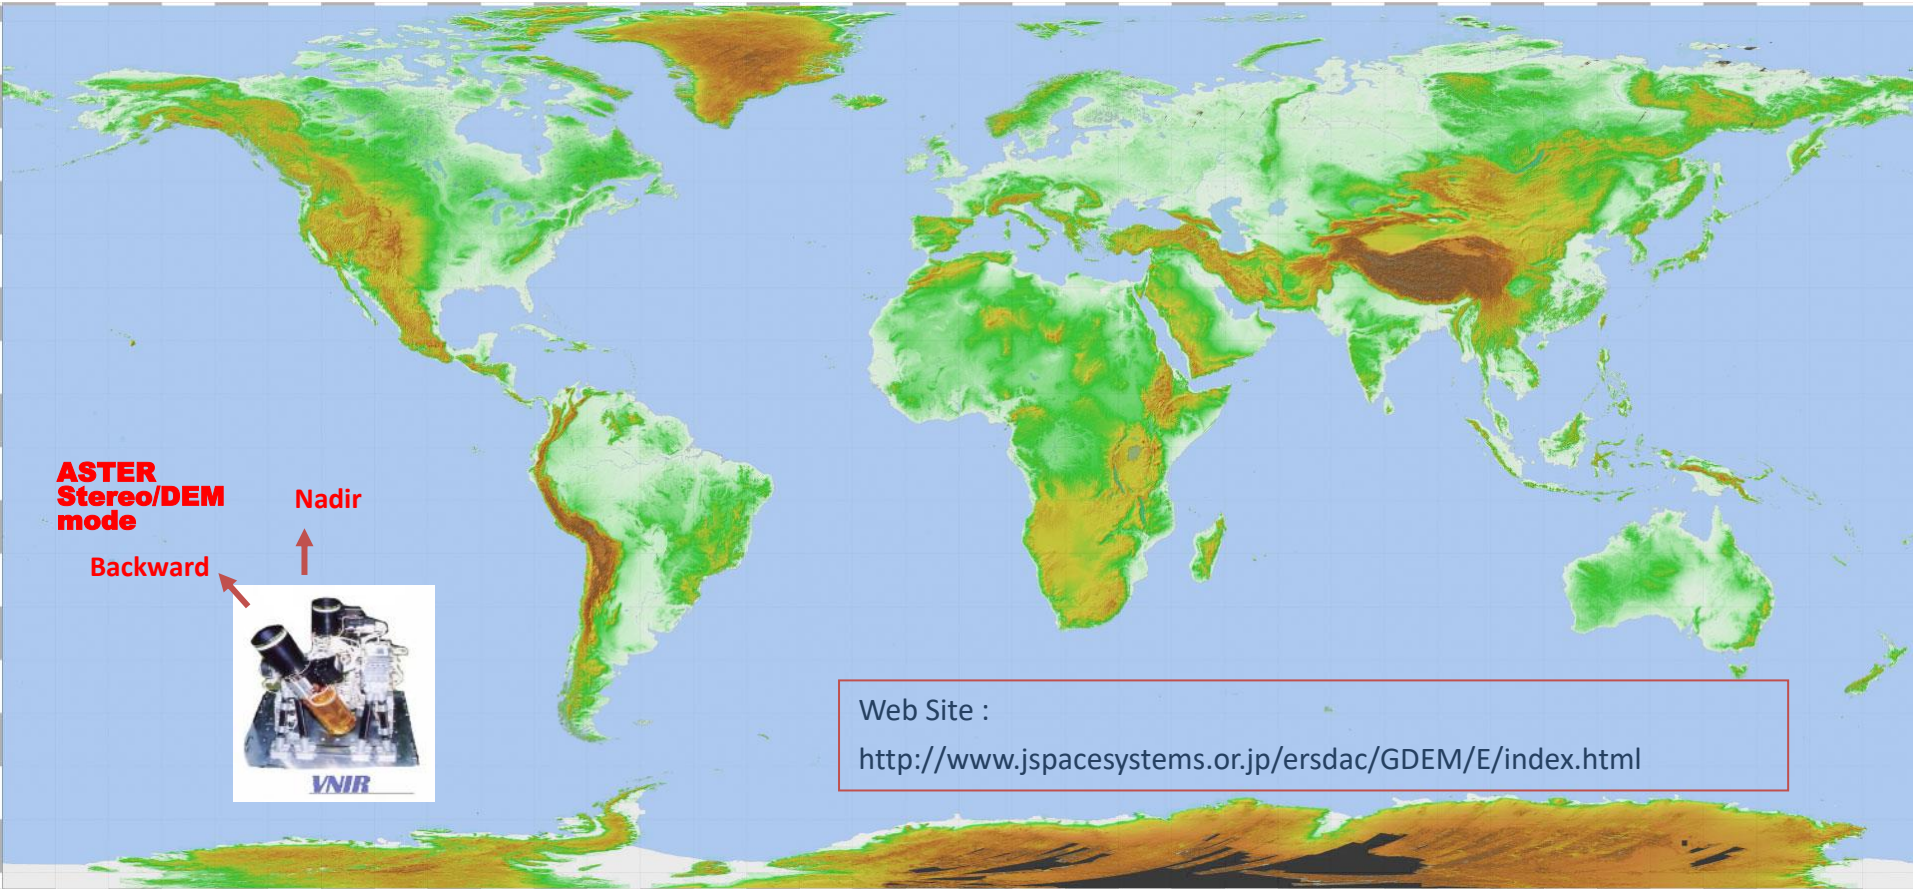 ASTER
Stereo/DEM
mode
Nadir
Backward
VNIR
Web Site :
http://www.jspacesystems.or.jp/ersdac/GDEM/E/index.html